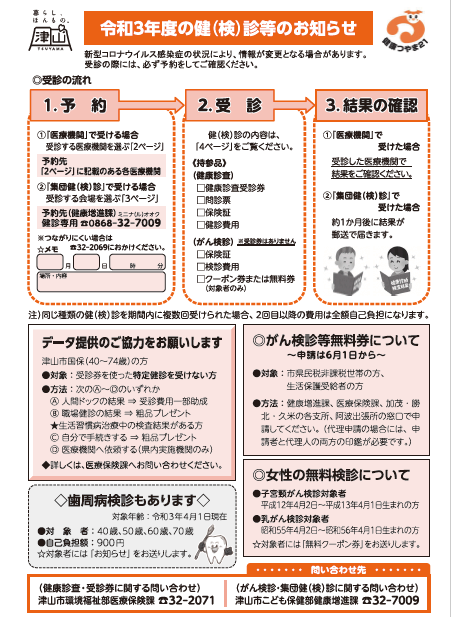 暮らし、
ほんもの。
津山
TSUYAMA
令和3年度の健(検)診等のお知らせ
健康つやま21
新型コロナウイルス感染症の状況により、情報が変更となる場合があります。
受診の際には、必ず予約をしてご確認ください。
◎受診の流れ
1.予 約
①「医療機関」で受ける場合
受診する医療機関を選ぶ「2ページ」
予約先
「2ページ」に記載のある各医療機関
②「集団健(検)診」で受ける場合
受診する会場を選ぶ「3ページ」
予約先(健康増進課) ミニナ(ル)オオク
健診専用 ☎0868-32-7009
※つながりにくい場合は
☆メモ ☎32-2069におかけください。
月 日 時 分
場所・内容
2.受 診
健(検)診の内容は、
「4ページ」をご覧ください。
《持参品》
(健康診査)
□健康診査受診券
□問診票
□保険証
□健診費用
(がん検診) ※受診券はありません
□保険証
□検診費用
□クーポン券または無料券
(対象者のみ)
3.結果の確認
①「医療機関」で
受けた場合
受診した医療機関で
結果をご確認ください。
②「集団健(検)診」で
受けた場合
約1か月後に結果が
郵送で届きます。
注)同じ種類の健(検)診を期間内に複数回受けられた場合、2回目以降の費用は全額自己負担になります。
データ提供のご協力をお願いします
津山市国保(40～74歳)の方
●対象：受診券を使った特定健診を受けない方
●方法：次のⒶ～Ⓓのいずれか
Ⓐ 人間ドックの結果 ⇒ 受診費用一部助成
Ⓑ 職場健診の結果 ⇒ 粗品プレゼント
★生活習慣病治療中の検査結果がある方
Ⓒ 自分で手続きする ⇒ 粗品プレゼント
Ⓓ 医療機関へ依頼する(県内実施機関のみ)
◆詳しくは、医療保険課へお問い合わせください。
◇歯周病検診もあります◇
対象年齢：令和3年4月1日現在
●対 象 者：40歳、50歳、60歳、70歳
●自己負担額：900円
☆対象者には「お知らせ」をお送りします。
◎がん検診等無料券について
～申請は6月1日から～
●対象：市県民税非課税世帯の方、
生活保護受給者の方
●方法：健康増進課、医療保険課、加茂・勝
北・久米の各支所、阿波出張所の窓口で申
請してください。(代理申請の場合には、申
請者と代理人の両方の印鑑が必要です。)
◎女性の無料検診について
●子宮頸がん検診対象者
平成12年4月2日～平成13年4月1日生まれの方
●乳がん検診対象者
昭和55年4月2日～昭和56年4月1日生まれの方
☆対象者には「無料クーポン券」をお送りします。
問い合わせ先
(健康診査・受診券に関する問い合わせ)
津山市環境福祉部医療保険課 ☎32-2071
(がん検診・集団健(検)診に関する問い合わせ)
津山市こども保健部健康増進課 ☎32-7009